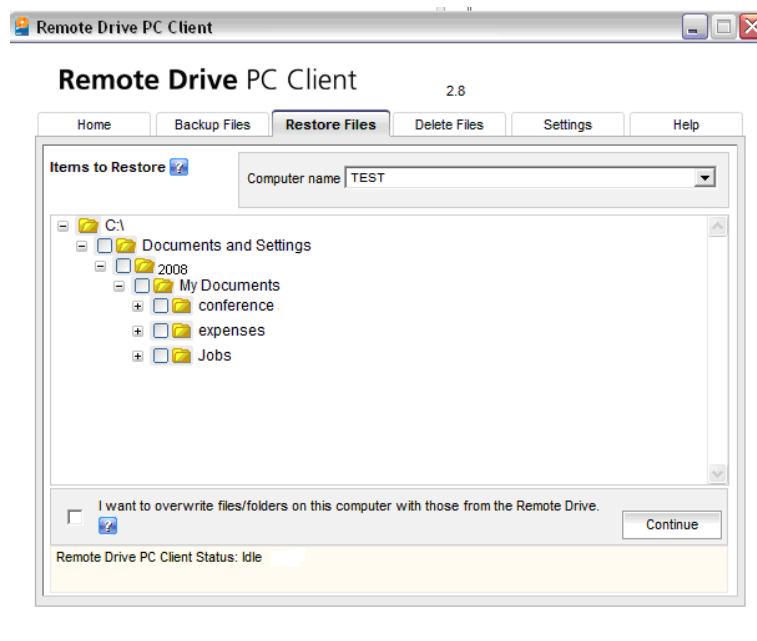 Remote Drive PC Client
Remote Drive PC Client 2.8
Home Backup Files Restore Files Delete Files Settings Help
Items to Restore ?
Computer name TEST
C:\
Documents and Settings
2008
My Documents
conference
expenses
Jobs
I want to overwrite files/folders on this computer with those from the Remote Drive.
?
Continue
Remote Drive PC Client Status: Idle